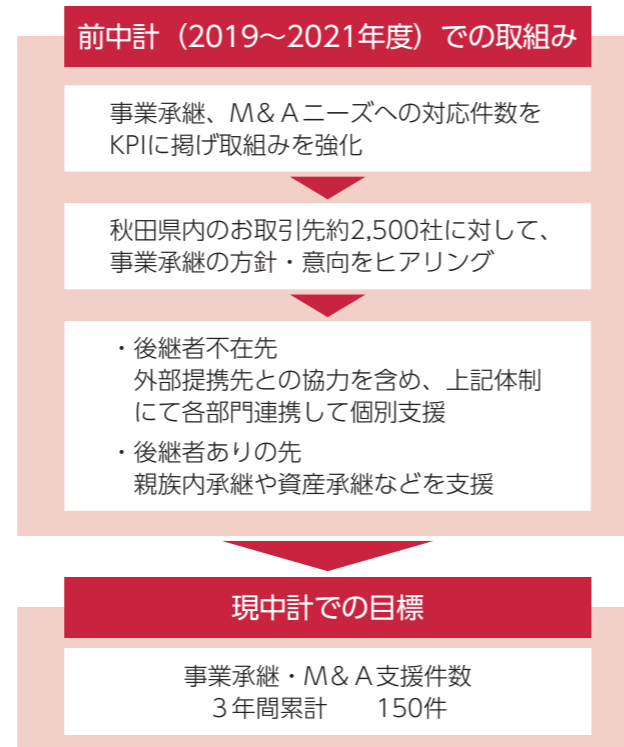 前中計（2019～2021年度）での取組み
事業承継、Ｍ＆Ａニーズへの対応件数を
KPIに掲げ取組みを強化
秋田県内のお取引先約2,500社に対して、
事業承継の方針・意向をヒアリング
・後継者不在先
外部提携先との協力を含め、上記体制
にて各部門連携して個別支援
・後継者ありの先
親族内承継や資産承継などを支援
現中計での目標
事業承継・Ｍ＆Ａ支援件数
３年間累計　　150件